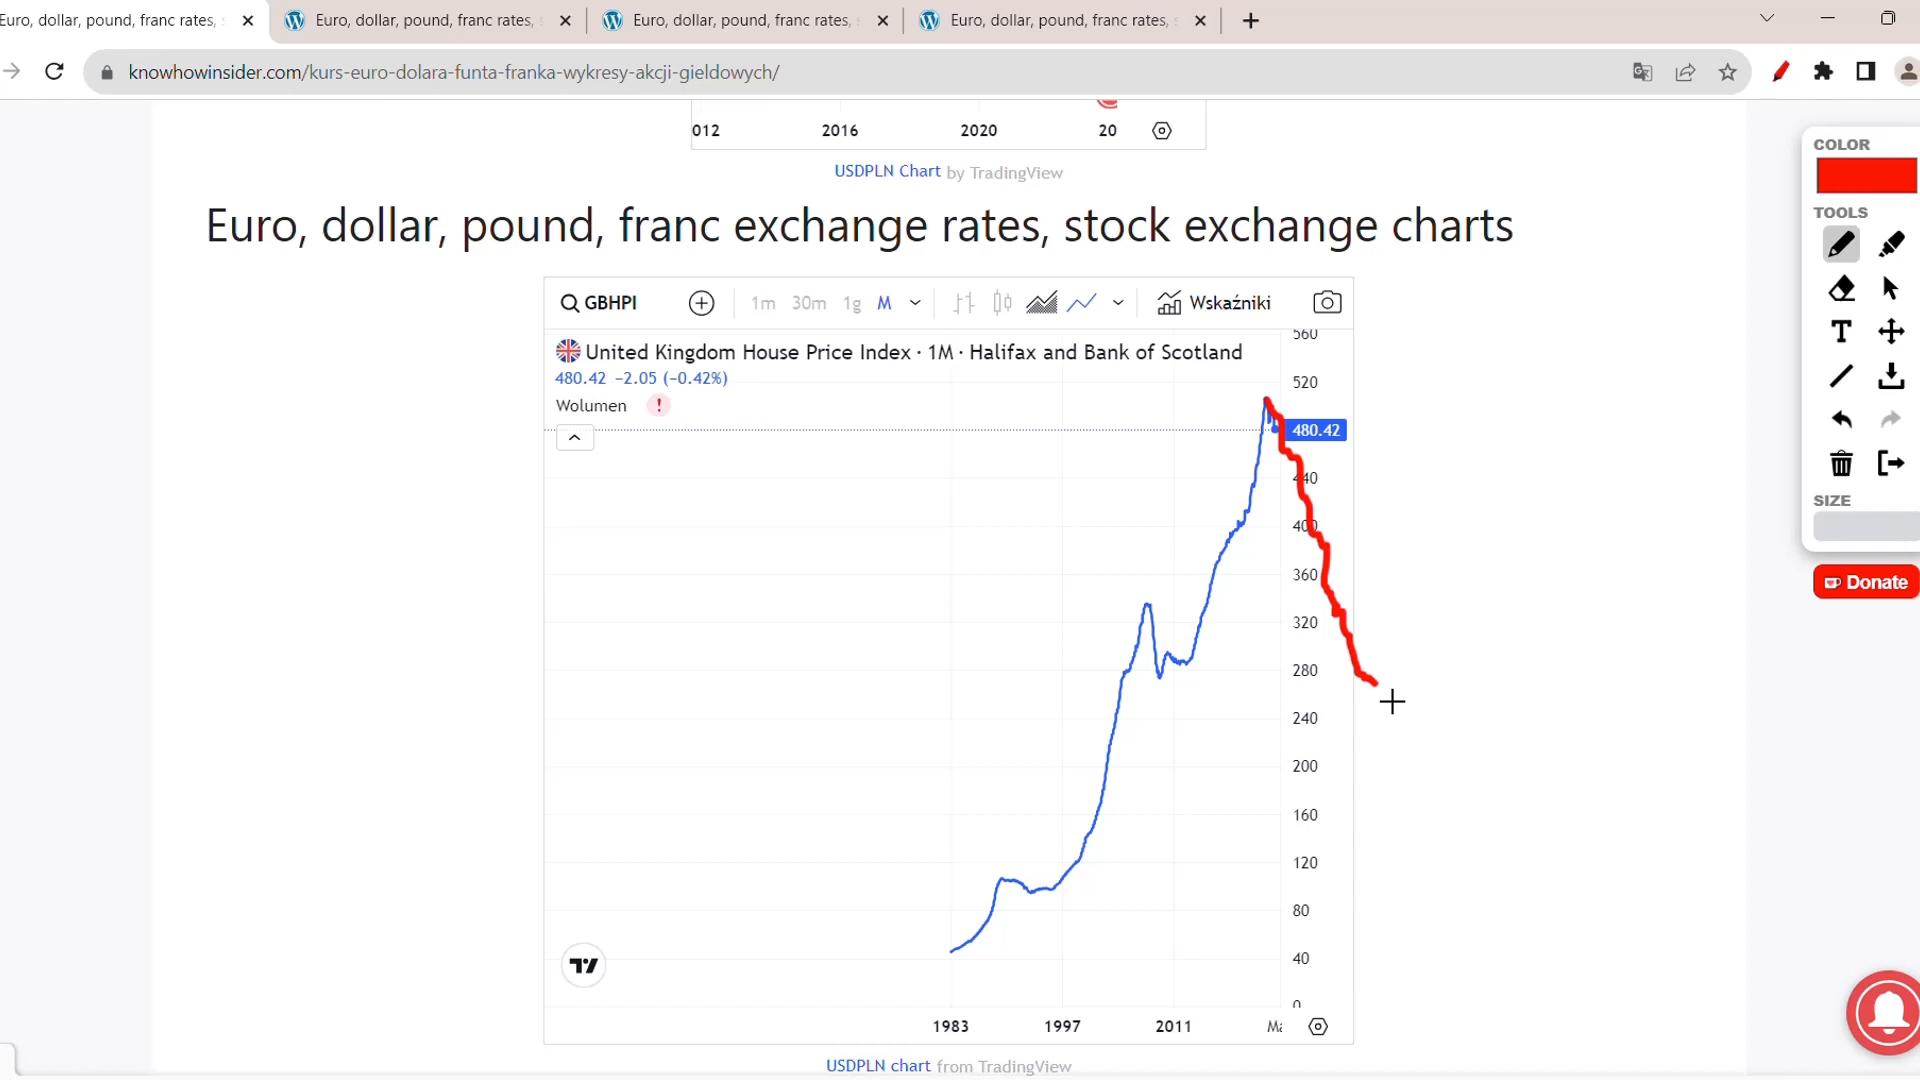 Euro, dollar, pound, franc rates,
Euro, dollar, pound, franc rates,
Euro, dollar, pound, franc rates,
Euro, dollar, pound, franc rates,
knowhowinsider.com/kurs-euro-dolara-funta-franka-wykresy-akcji-gieldowych/
012 2016 2020 20
USDPLN Chart by TradingView
Euro, dollar, pound, franc exchange rates, stock exchange charts
GBHPI 1m 30m 1g M Wskaźniki
United Kingdom House Price Index · 1M · Halifax and Bank of Scotland
480.42 −2.05 (−0.42%)
Wolumen !
560
520
480.42
440
400
360
320
280
240
200
160
120
80
40
0
1983 1997 2011
USDPLN chart from TradingView
COLOR
TOOLS
T
SIZE
Donate